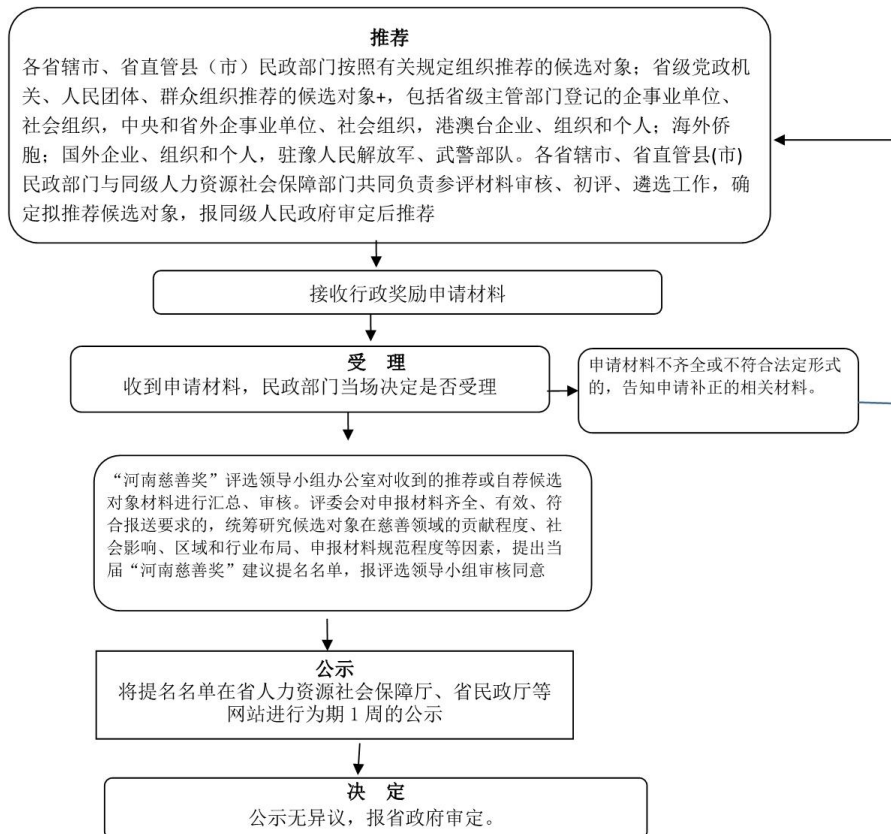 推荐
各省辖市、省直管县（市）民政部门按照有关规定组织推荐的候选对象；省级党政机
关、人民团体、群众组织推荐的候选对象+，包括省级主管部门登记的企事业单位、
社会组织，中央和省外企事业单位、社会组织，港澳台企业、组织和个人；海外侨
胞；国外企业、组织和个人，驻豫人民解放军、武警部队。各省辖市、省直管县(市)
民政部门与同级人力资源社会保障部门共同负责参评材料审核、初评、遴选工作，确
定拟推荐候选对象，报同级人民政府审定后推荐
接收行政奖励申请材料
受 理
收到申请材料，民政部门当场决定是否受理
申请材料不齐全或不符合法定形式
的，告知申请补正的相关材料。
“河南慈善奖”评选领导小组办公室对收到的推荐或自荐候选
对象材料进行汇总、审核。评委会对申报材料齐全、有效、符
合报送要求的，统筹研究候选对象在慈善领域的贡献程度、社
会影响、区域和行业布局、申报材料规范程度等因素，提出当
届“河南慈善奖”建议提名名单，报评选领导小组审核同意
公示
将提名名单在省人力资源社会保障厅、省民政厅等
网站进行为期 1 周的公示
决 定
公示无异议，报省政府审定。